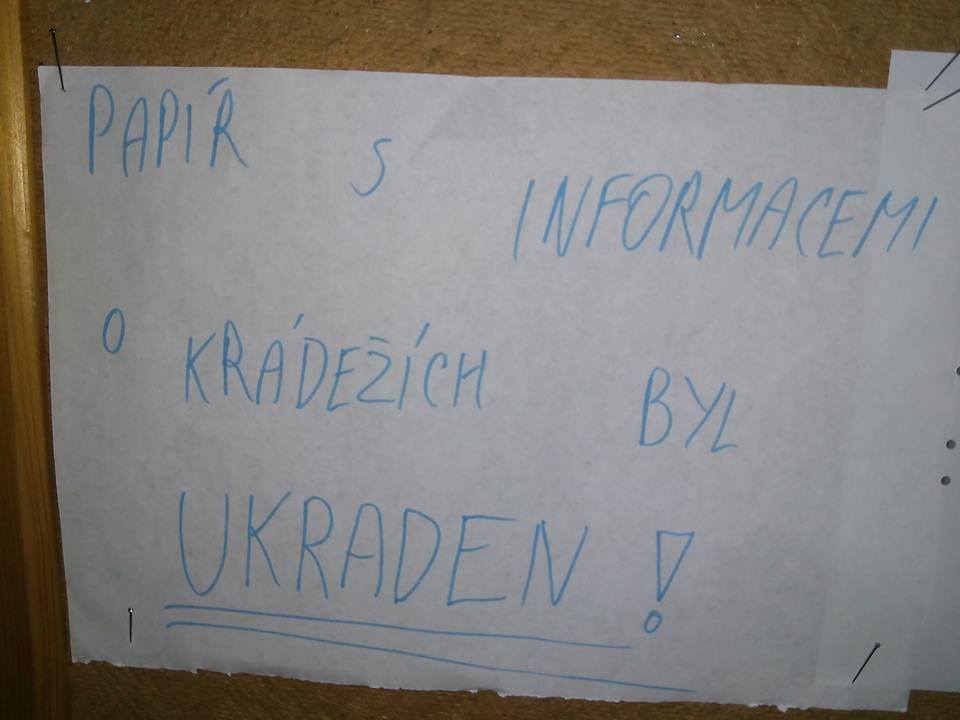 PAPÍR S INFORMACEMI
O KRÁDEŽÍCH BYL
UKRADEN!